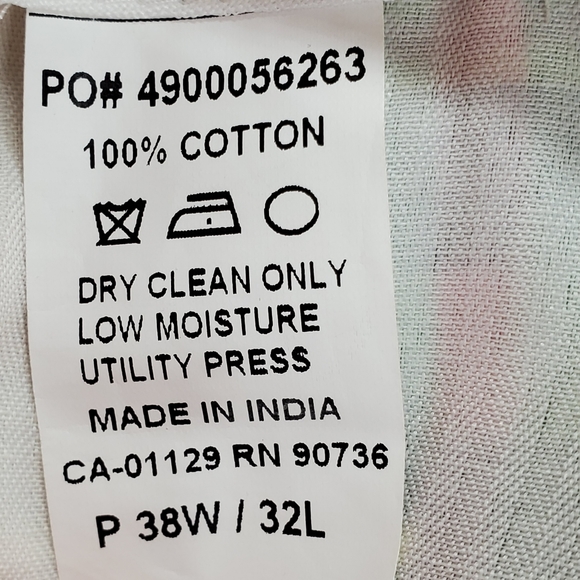 PO# 4900056263
100% COTTON
DRY CLEAN ONLY
LOW MOISTURE
UTILITY PRESS
MADE IN INDIA
CA-01129 RN 90736
P 38W / 32L